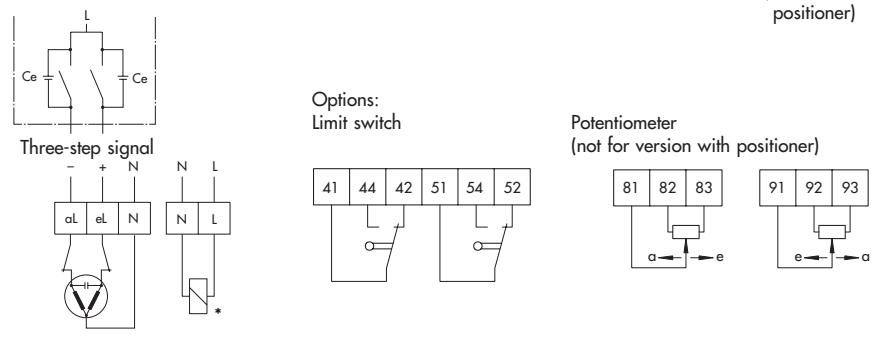 positioner)
L
Ce
Ce
Three-step signal
– + N N L
aL eL N N L
*
Options:
Limit switch
41 44 42 51 54 52
Potentiometer
(not for version with positioner)
81 82 83 91 92 93
a e e a